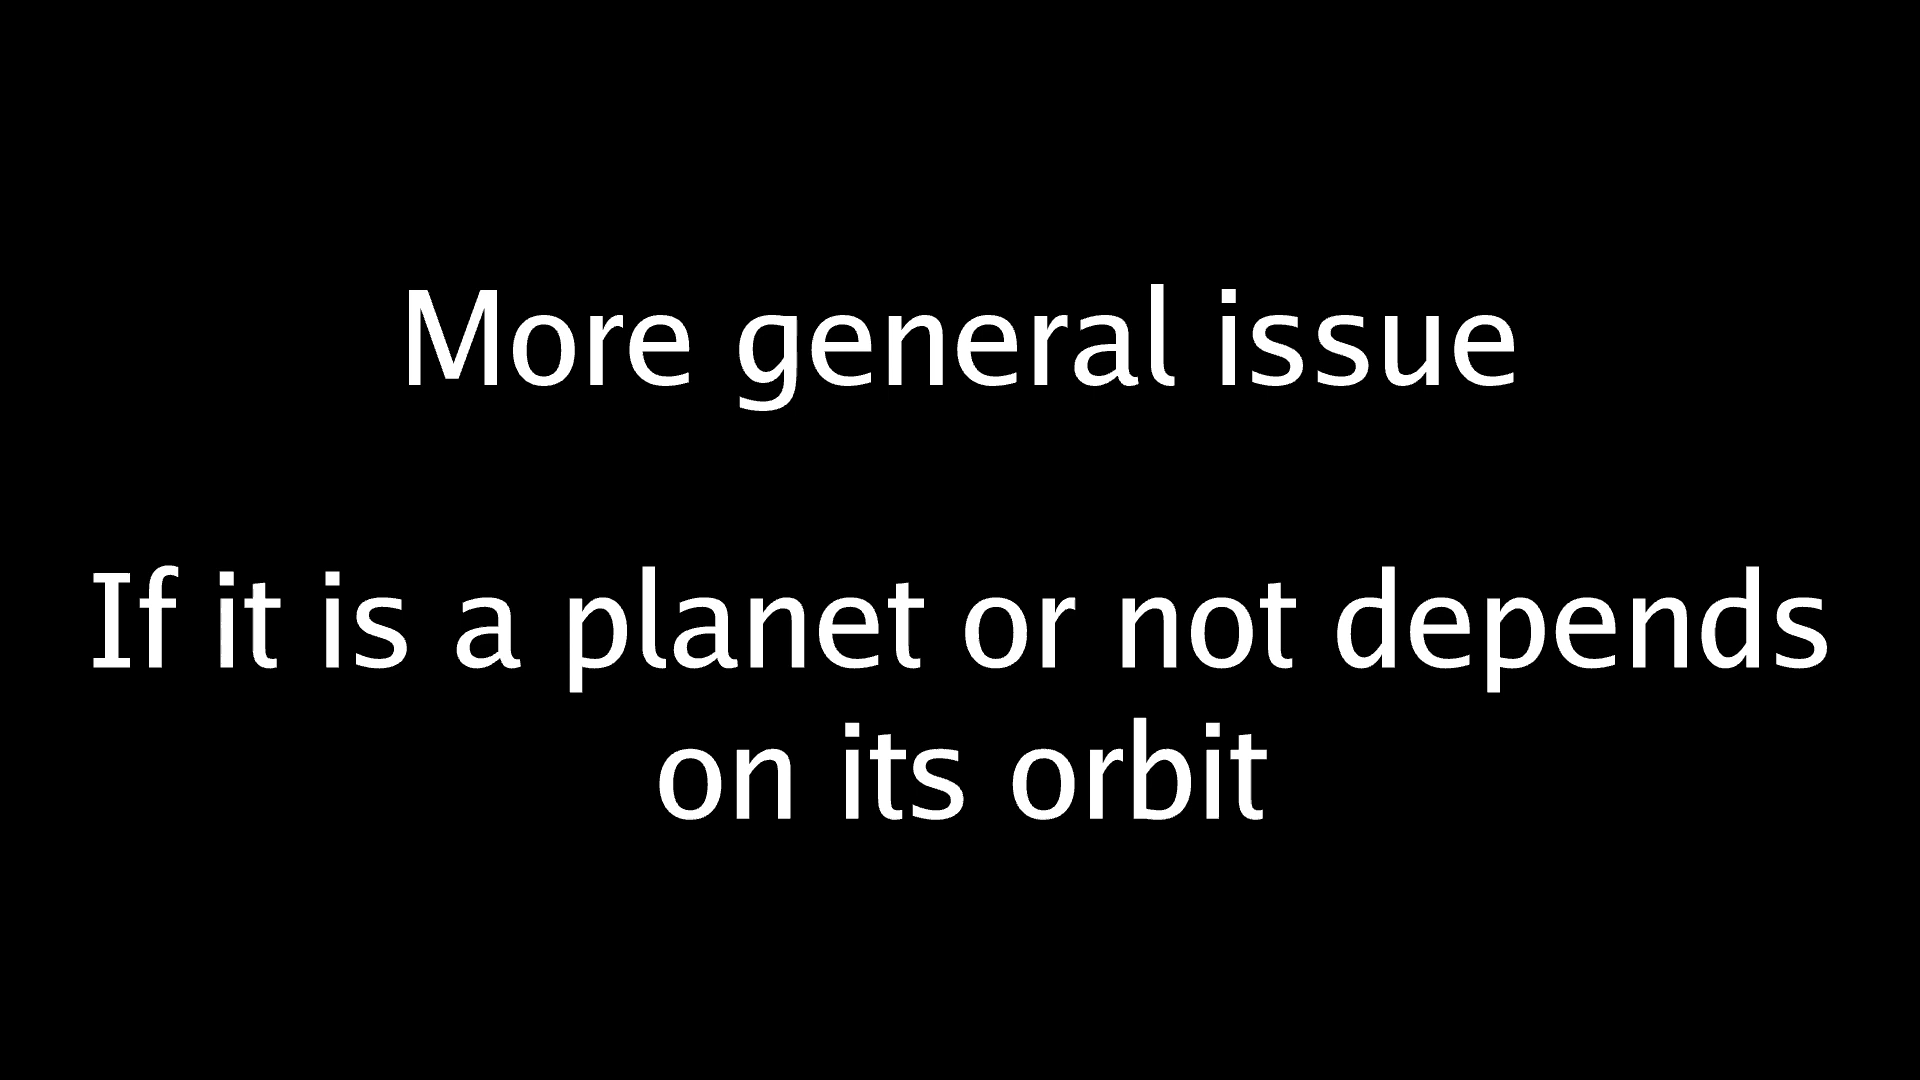 More general issue
If it is a planet or not depends
on its orbit